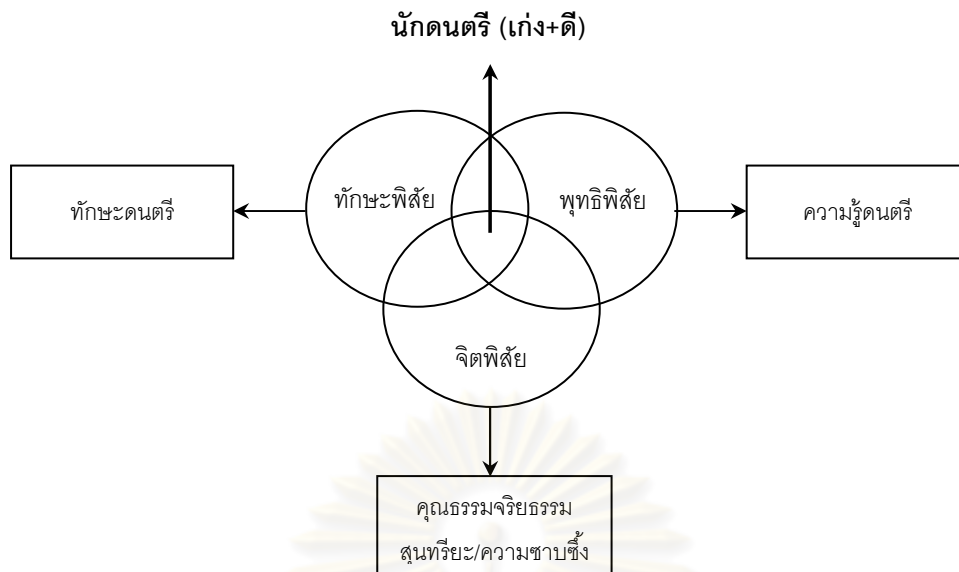 นักดนตรี (เก่ง+ดี)
ทักษะดนตรี
ทักษะพิสัย
พุทธิพิสัย
ความรู้ดนตรี
จิตพิสัย
คุณธรรมจริยธรรม
สุนทรียะ/ความซาบซึ้ง